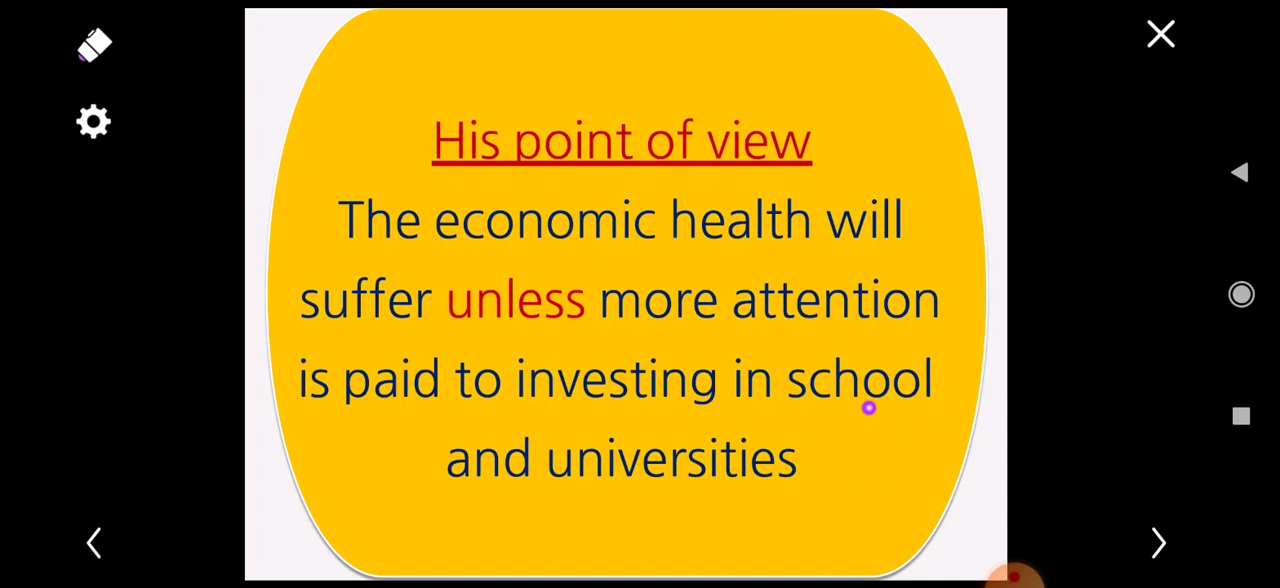 His point of view
The economic health will
suffer unless more attention
is paid to investing in school
and universities